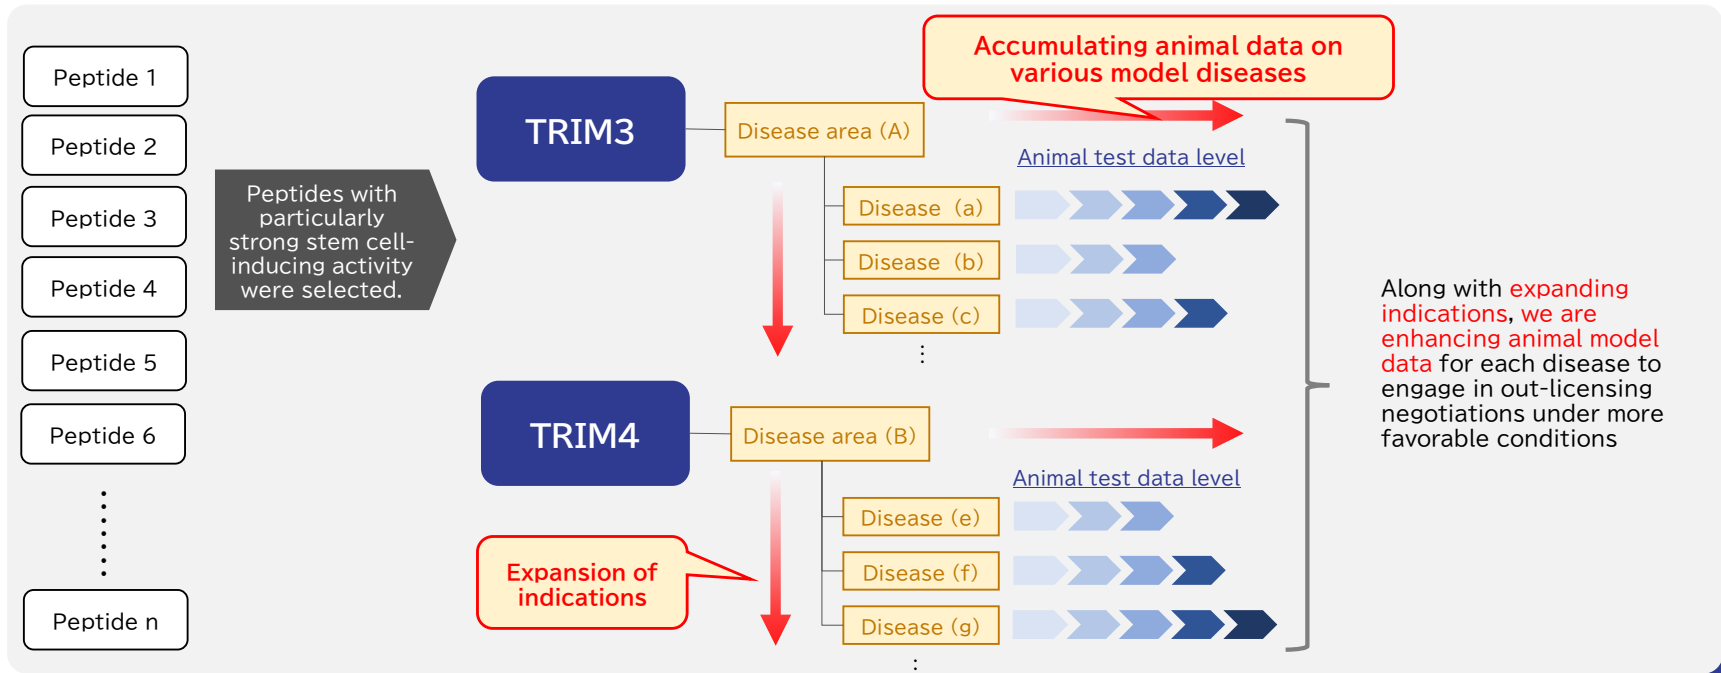 Peptide 1
Peptide 2
Peptide 3
Peptide 4
Peptide 5
Peptide 6
Peptide n
Peptides with
particularly
strong stem cell-
inducing activity
were selected.
TRIM3
Disease area (A)
Accumulating animal data on
various model diseases
Animal test data level
Disease (a)
Disease (b)
Disease (c)
TRIM4
Disease area (B)
Animal test data level
Expansion of
indications
Disease (e)
Disease (f)
Disease (g)
Along with expanding
indications, we are
enhancing animal model
data for each disease to
engage in out-licensing
negotiations under more
favorable conditions